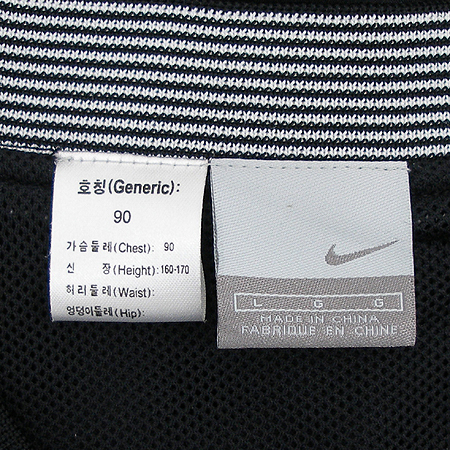 호칭(Generic):
90
가슴둘레(Chest): 90
신 장(Height): 160-170
허리둘레(Waist):
엉덩이둘레(Hip):
L G G
MADE IN CHINA
FABRIQUE EN CHINE